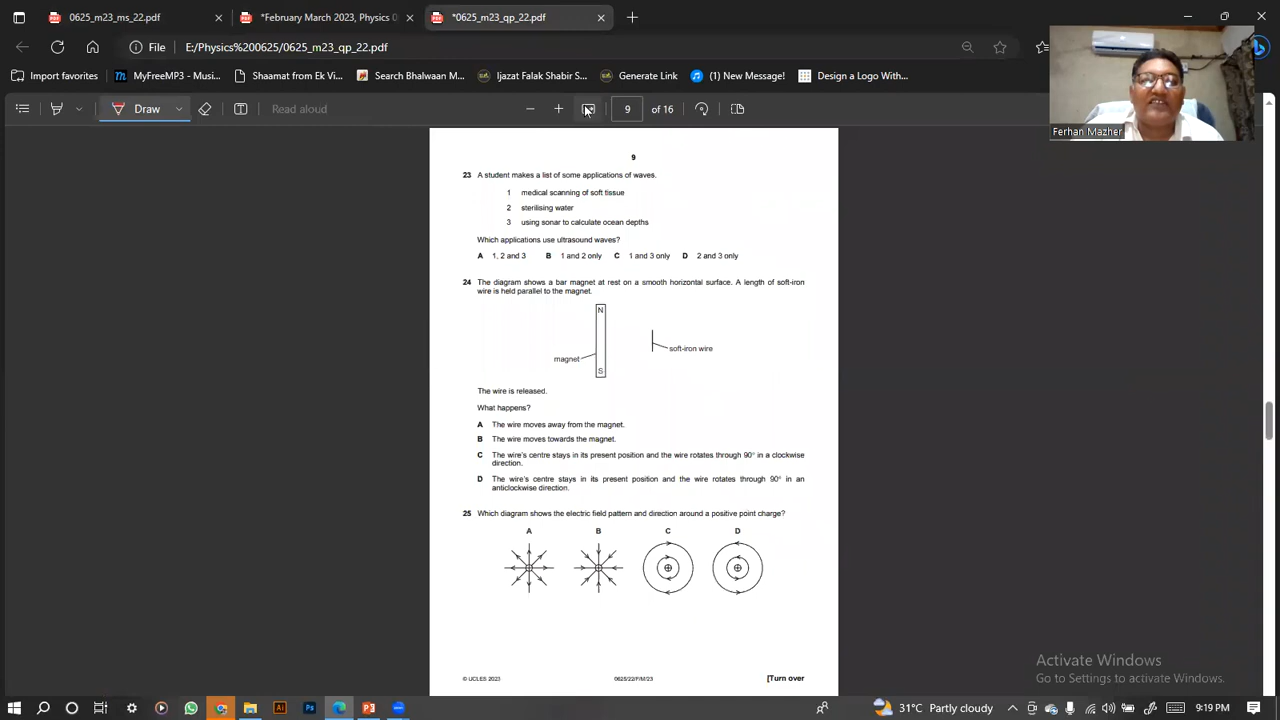 0625_m23_ms_22.pdf
*February March 2023 Physics 0
0625_m23_qp_22.pdf
File
E:/Physics%200625/0625_m23_qp_22.pdf
Import favorites
MyFreeMP3 - Musi...
Shaamat from Ek Vi...
Search Bhakwaan M...
Ijazat Falak Shabir S...
Generate Link
(1) New Message!
Design a Logo...
Draw
Read aloud
9 of 16
Ferhan Mazher
9
23 A student makes a list of some applications of waves.
1 medical scanning of soft tissue
2 sterilising water
3 using sonar to calculate ocean depths
Which applications use ultrasound waves?
A 1, 2 and 3 B 1 and 2 only C 1 and 3 only D 2 and 3 only
24 The diagram shows a bar magnet at rest on a smooth horizontal surface. A length of soft-iron
wire is held parallel to the magnet.
N
soft-iron wire
magnet
S
The wire is released.
What happens?
A The wire moves away from the magnet.
B The wire moves towards the magnet.
C The wire's centre stays in its present position and the wire rotates through 90° in a clockwise
direction.
D The wire's centre stays in its present position and the wire rotates through 90° in an
anticlockwise direction.
25 Which diagram shows the electric field pattern and direction around a positive point charge?
A B C D
© UCLES 2023 0625/22/F/M/23 [Turn over
Activate Windows
Go to Settings to activate Windows.
31°C Partly cloudy
9:19 PM